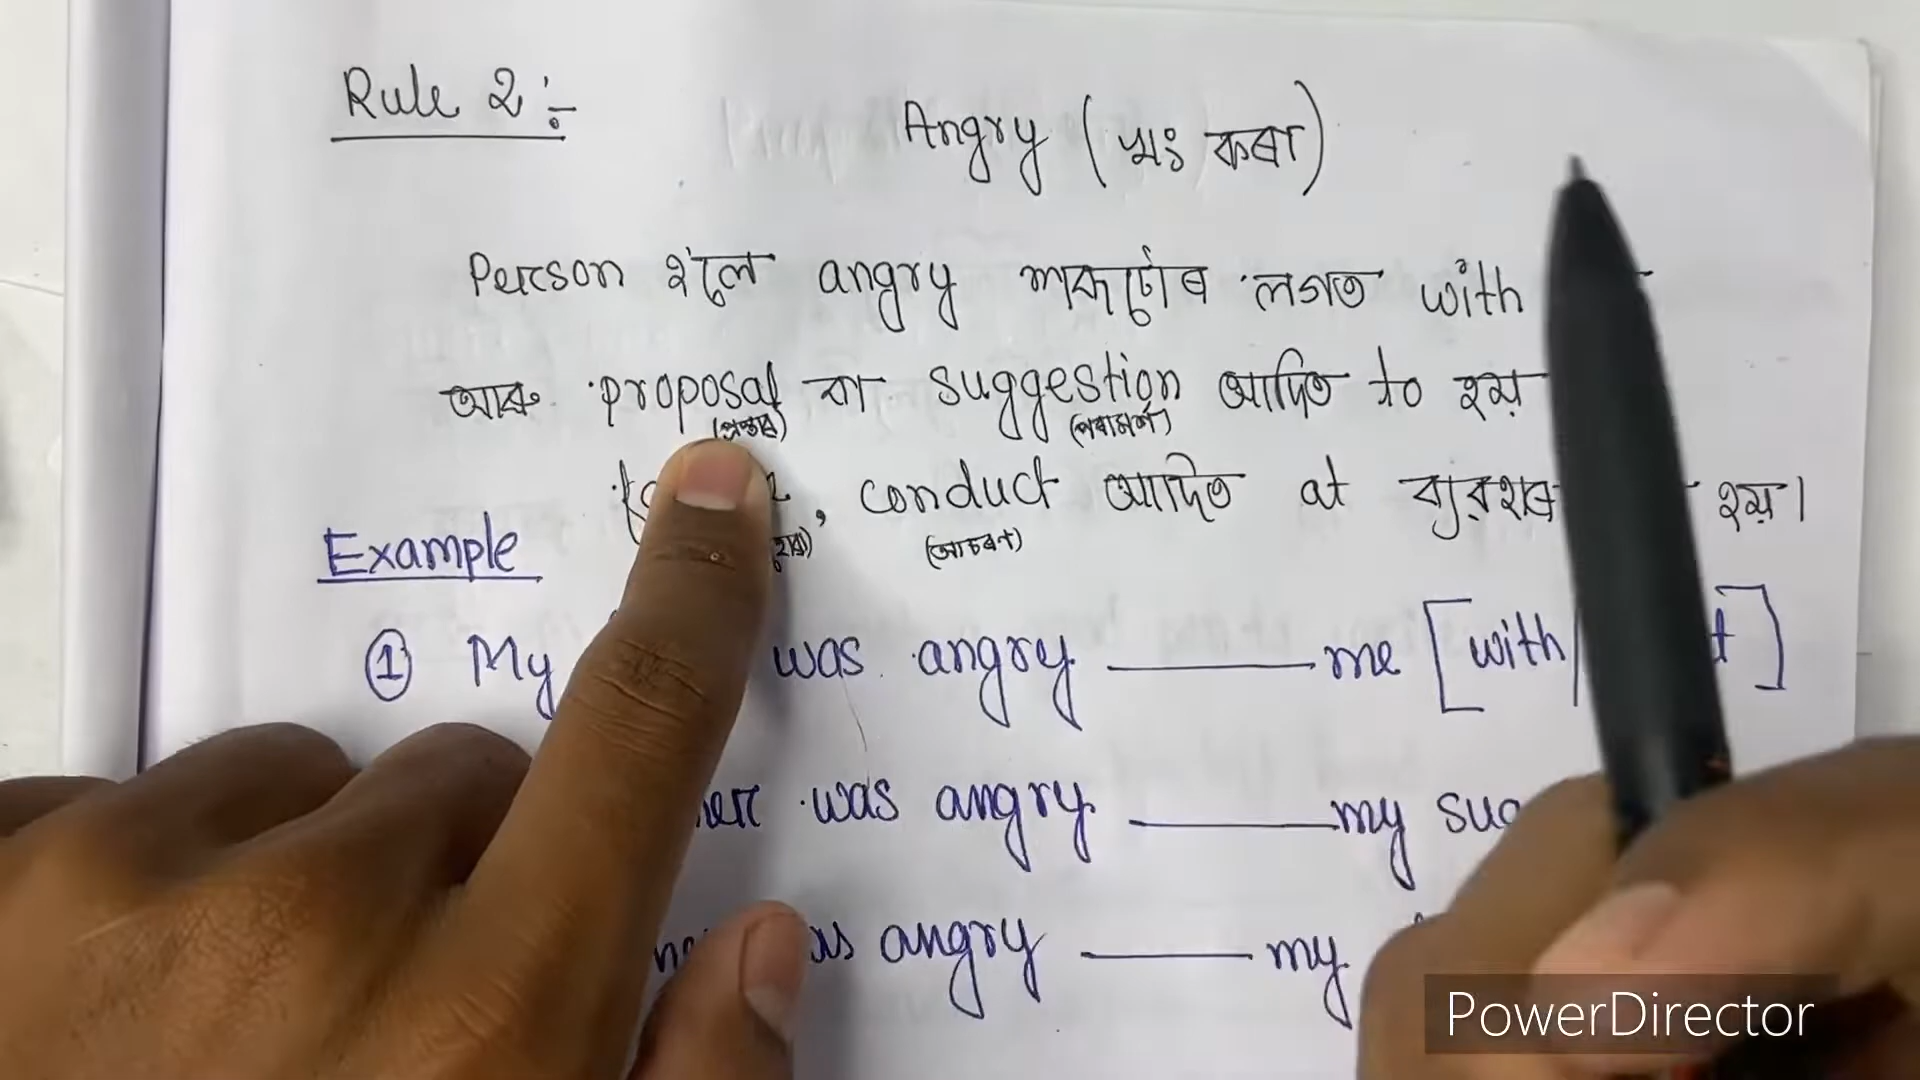 Rule 2:-
Angry (খং কৰা)
Person হ'লে angry শব্দটোৰ লগত with
আৰু proposal বা suggestion আদিত to হয়
(প্ৰস্তাৱ) (পৰামৰ্শ)
, conduct আদিত at ব্যৱহাৰ হয়।
(আচৰণ)
Example
① My was angry ______ me [with/
was angry ______ my
angry ______ my
PowerDirector